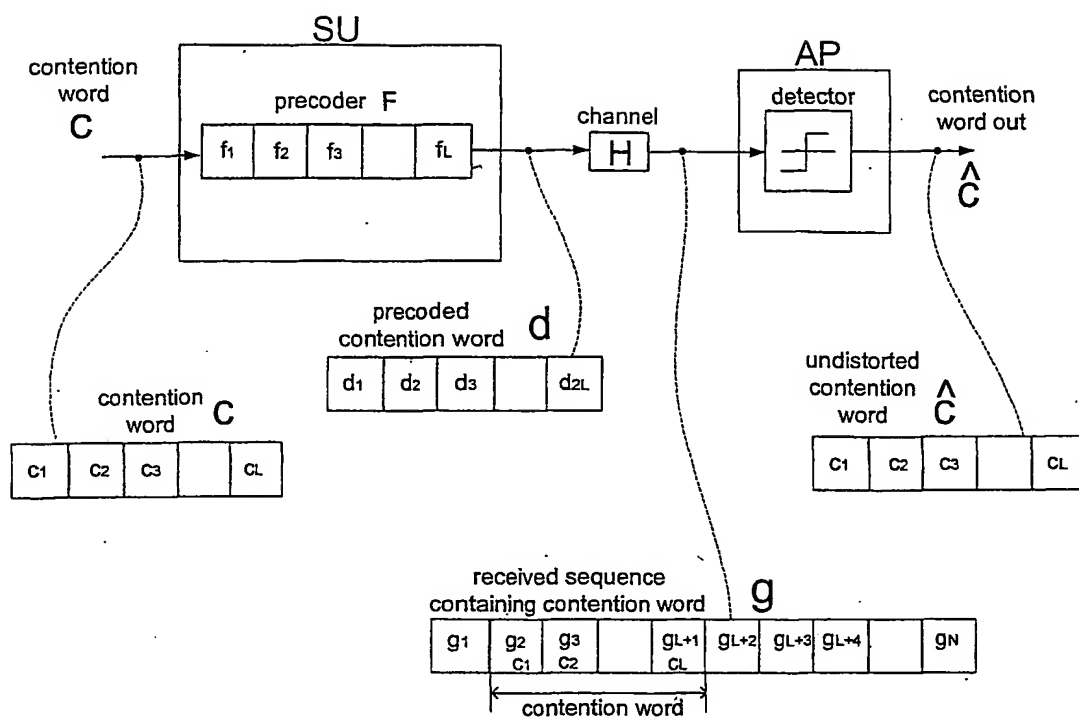 SU
contention
word
C
precoder F
f1 f2 f3 fL
channel
H
AP
detector
contention
word out
Ĉ
precoded
contention word d
d1 d2 d3 d2L
contention
word C
C1 C2 C3 CL
undistorted
contention
word Ĉ
C1 C2 C3 CL
received sequence
containing contention word g
g1 g2 g3 gL+1 gL+2 gL+3 gL+4 gN
C1 C2 CL
contention word